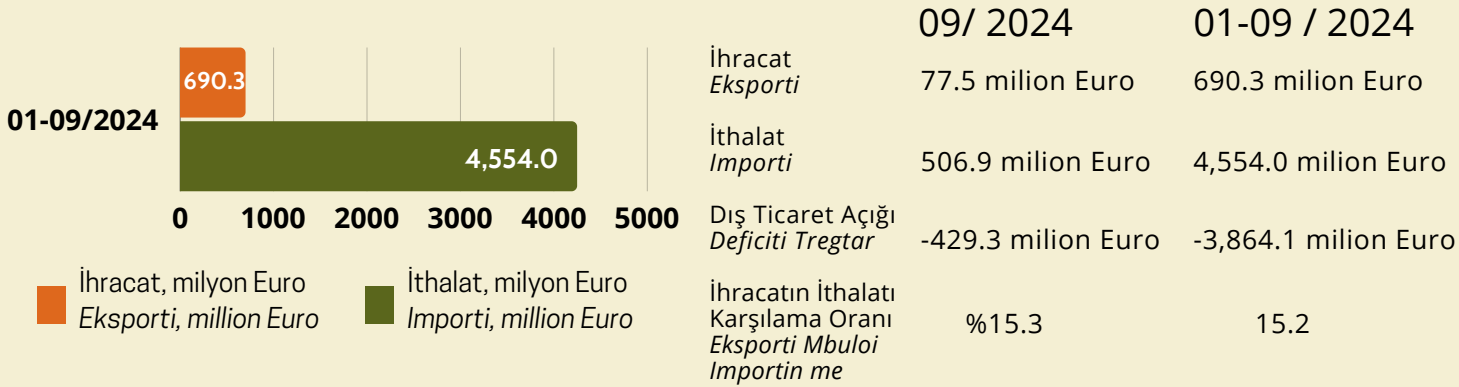 690.3
01-09/2024
4,554.0
0 1000 2000 3000 4000 5000
İhracat, milyon Euro
Eksporti, million Euro
İthalat, milyon Euro
Importi, million Euro
09/ 2024 01-09 / 2024
İhracat
Eksporti
77.5 milion Euro 690.3 milion Euro
İthalat
Importi
506.9 milion Euro 4,554.0 milion Euro
Dış Ticaret Açığı
Deficiti Tregtar
-429.3 milion Euro -3,864.1 milion Euro
İhracatın İthalatı
Karşılama Oranı
Eksporti Mbuloi
Importin me
%15.3 15.2